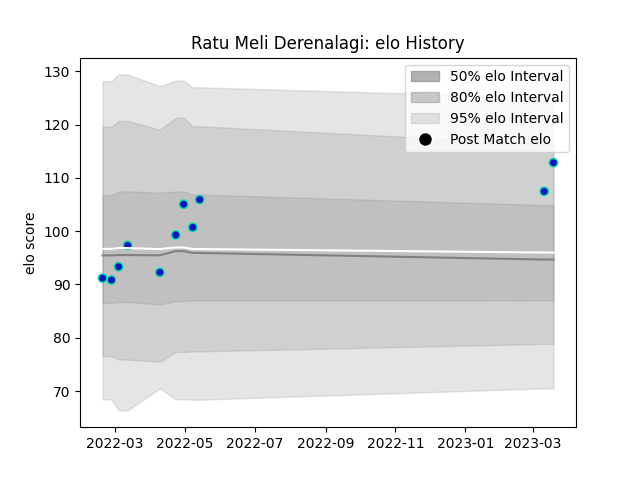 Ratu Meli Derenalagi: elo History
130
120
110
100
90
80
70
elo score
50% elo Interval
80% elo Interval
95% elo Interval
Post Match elo
2022-03
2022-05
2022-07
2022-09
2022-11
2023-01
2023-03